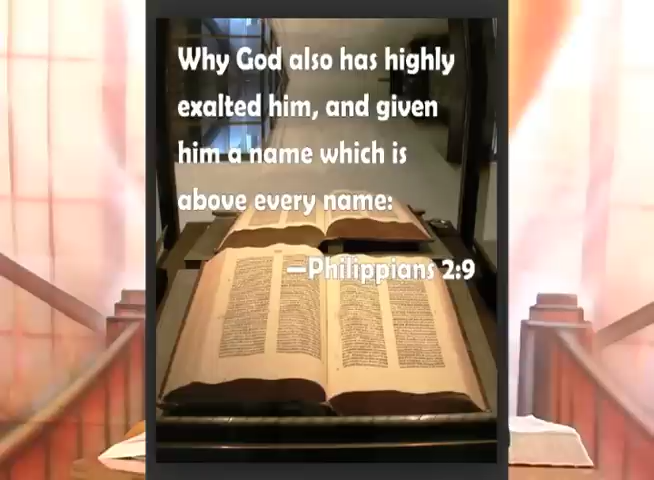 Why God also has highly
exalted him, and given
him a name which is
above every name:
—Philippians 2:9